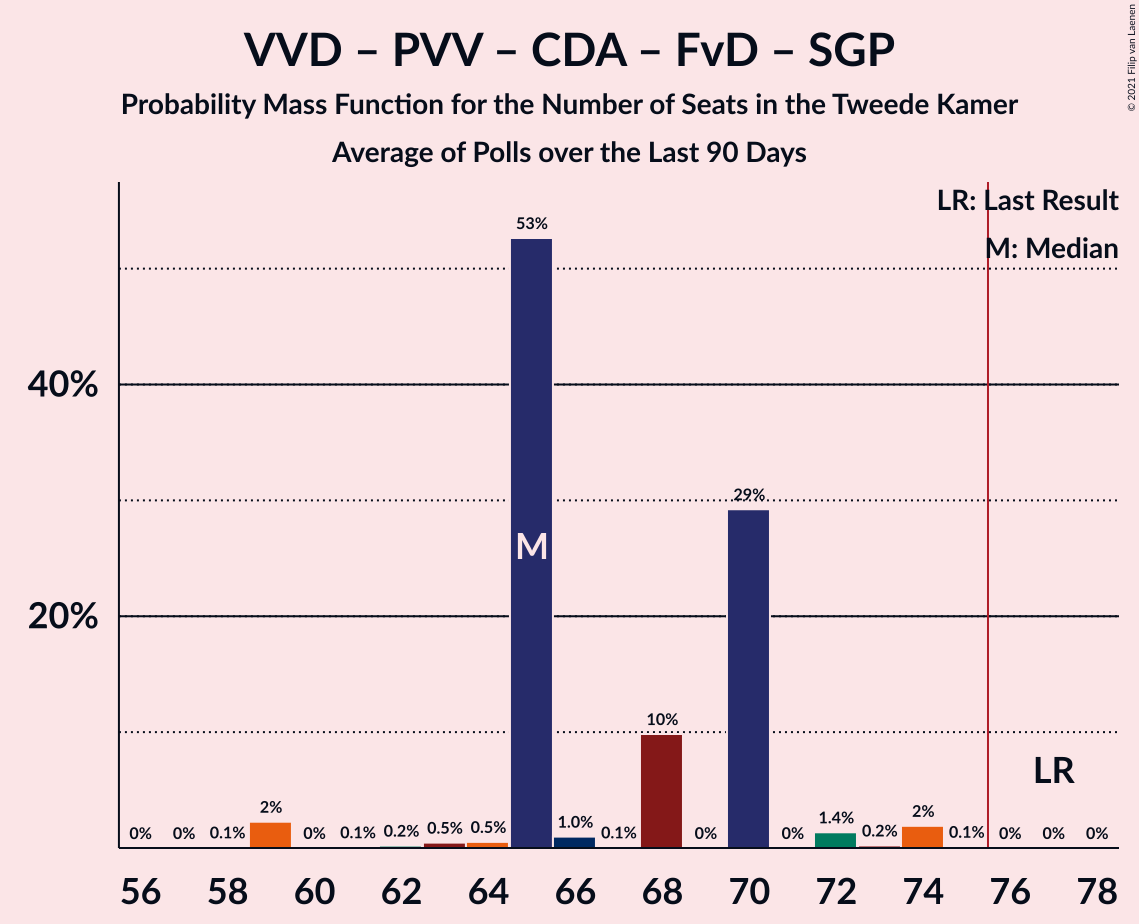 VVD – PVV – CDA – FvD – SGP
Probability Mass Function for the Number of Seats in the Tweede Kamer
Average of Polls over the Last 90 Days
© 2021 Filip van Laenen
LR: Last Result
M: Median
40%
20%
0% 0% 0.1% 2% 0% 0.1% 0.2% 0.5% 0.5% 53% 1.0% 0.1% 10% 0% 29% 0% 1.4% 0.2% 2% 0.1% 0% 0% 0%
M
LR
56 58 60 62 64 66 68 70 72 74 76 78